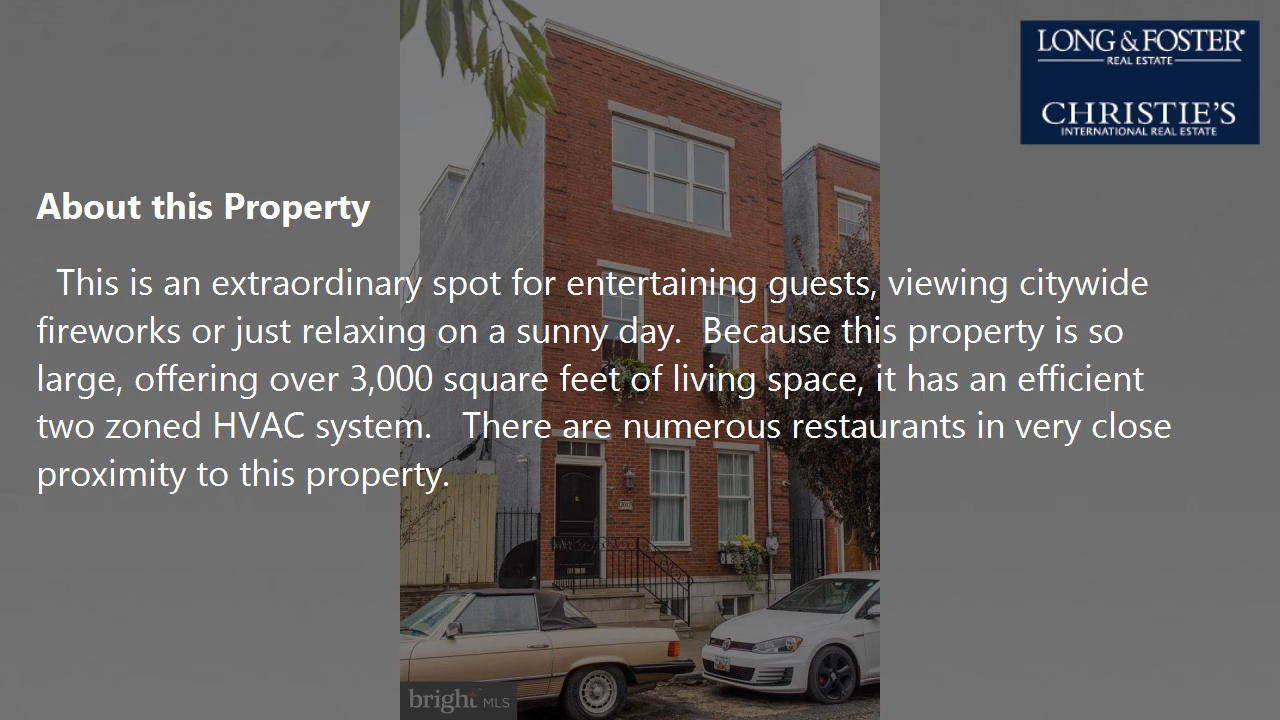 LONG & FOSTER®
REAL ESTATE
CHRISTIE'S
INTERNATIONAL REAL ESTATE
About this Property
This is an extraordinary spot for entertaining guests, viewing citywide
fireworks or just relaxing on a sunny day.  Because this property is so
large, offering over 3,000 square feet of living space, it has an efficient
two zoned HVAC system.   There are numerous restaurants in very close
proximity to this property.
bright MLS